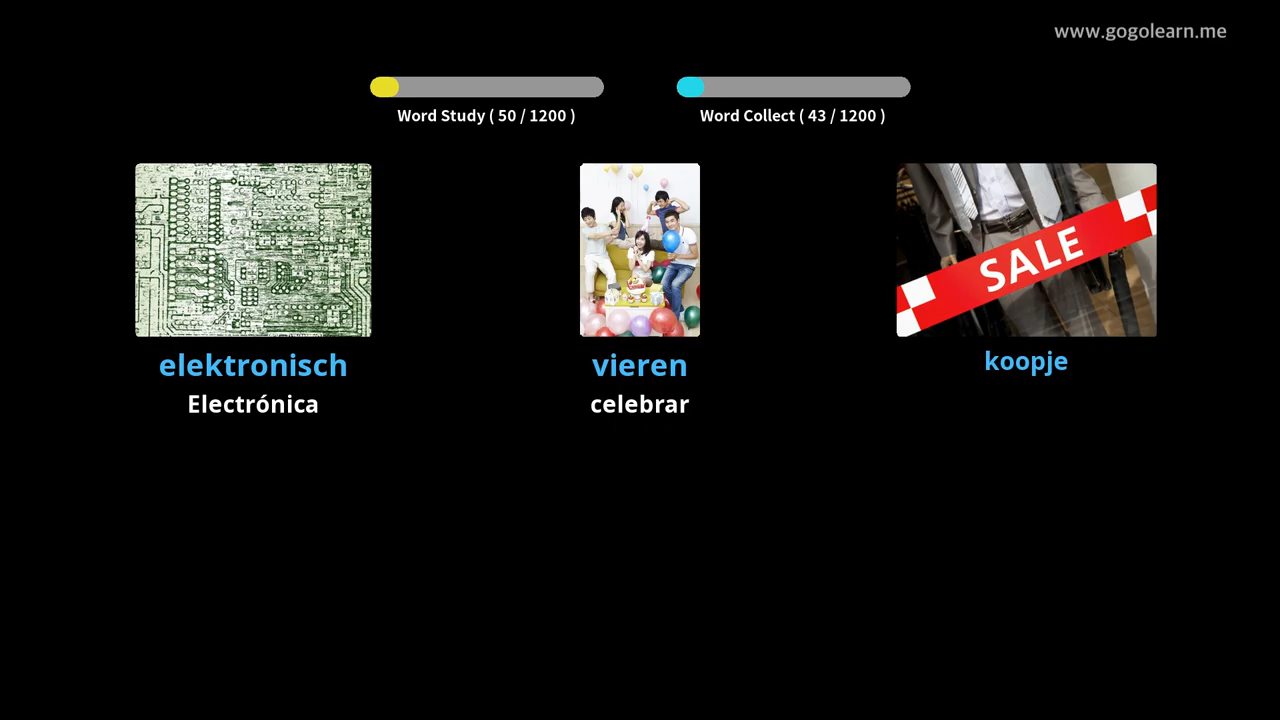 www.gogolearn.me
Word Study ( 50 / 1200 )
Word Collect ( 43 / 1200 )
SALE
elektronisch
vieren
koopje
Electrónica
celebrar